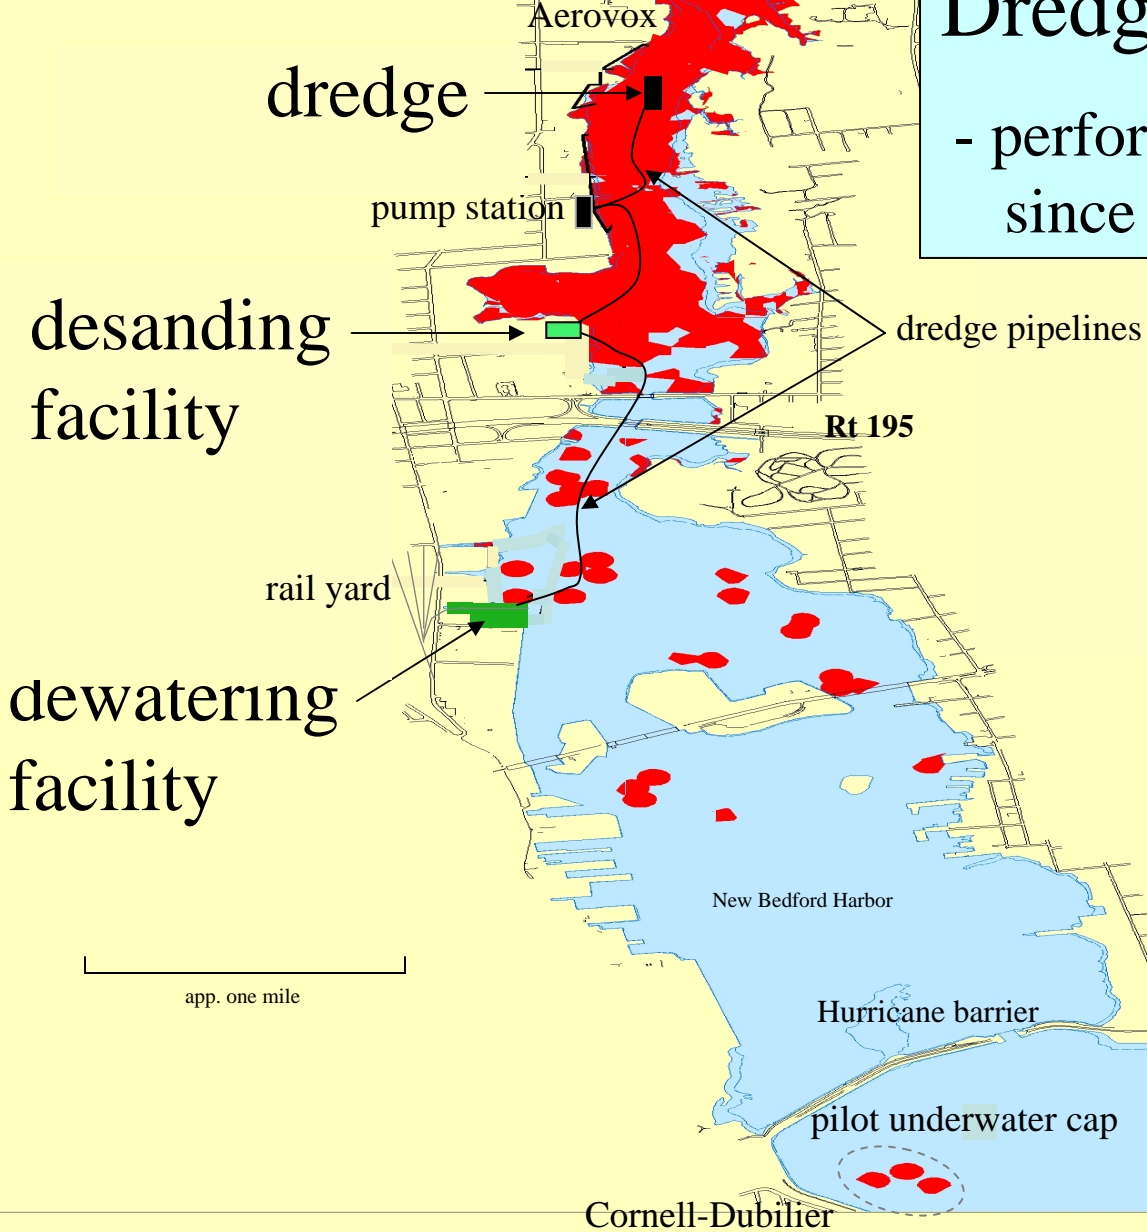 Aerovox
Dredg
dredge
- perfor
since
pump station
desanding
facility
dredge pipelines
Rt 195
rail yard
dewatering
facility
New Bedford Harbor
app. one mile
Hurricane barrier
pilot underwater cap
Cornell-Dubilier